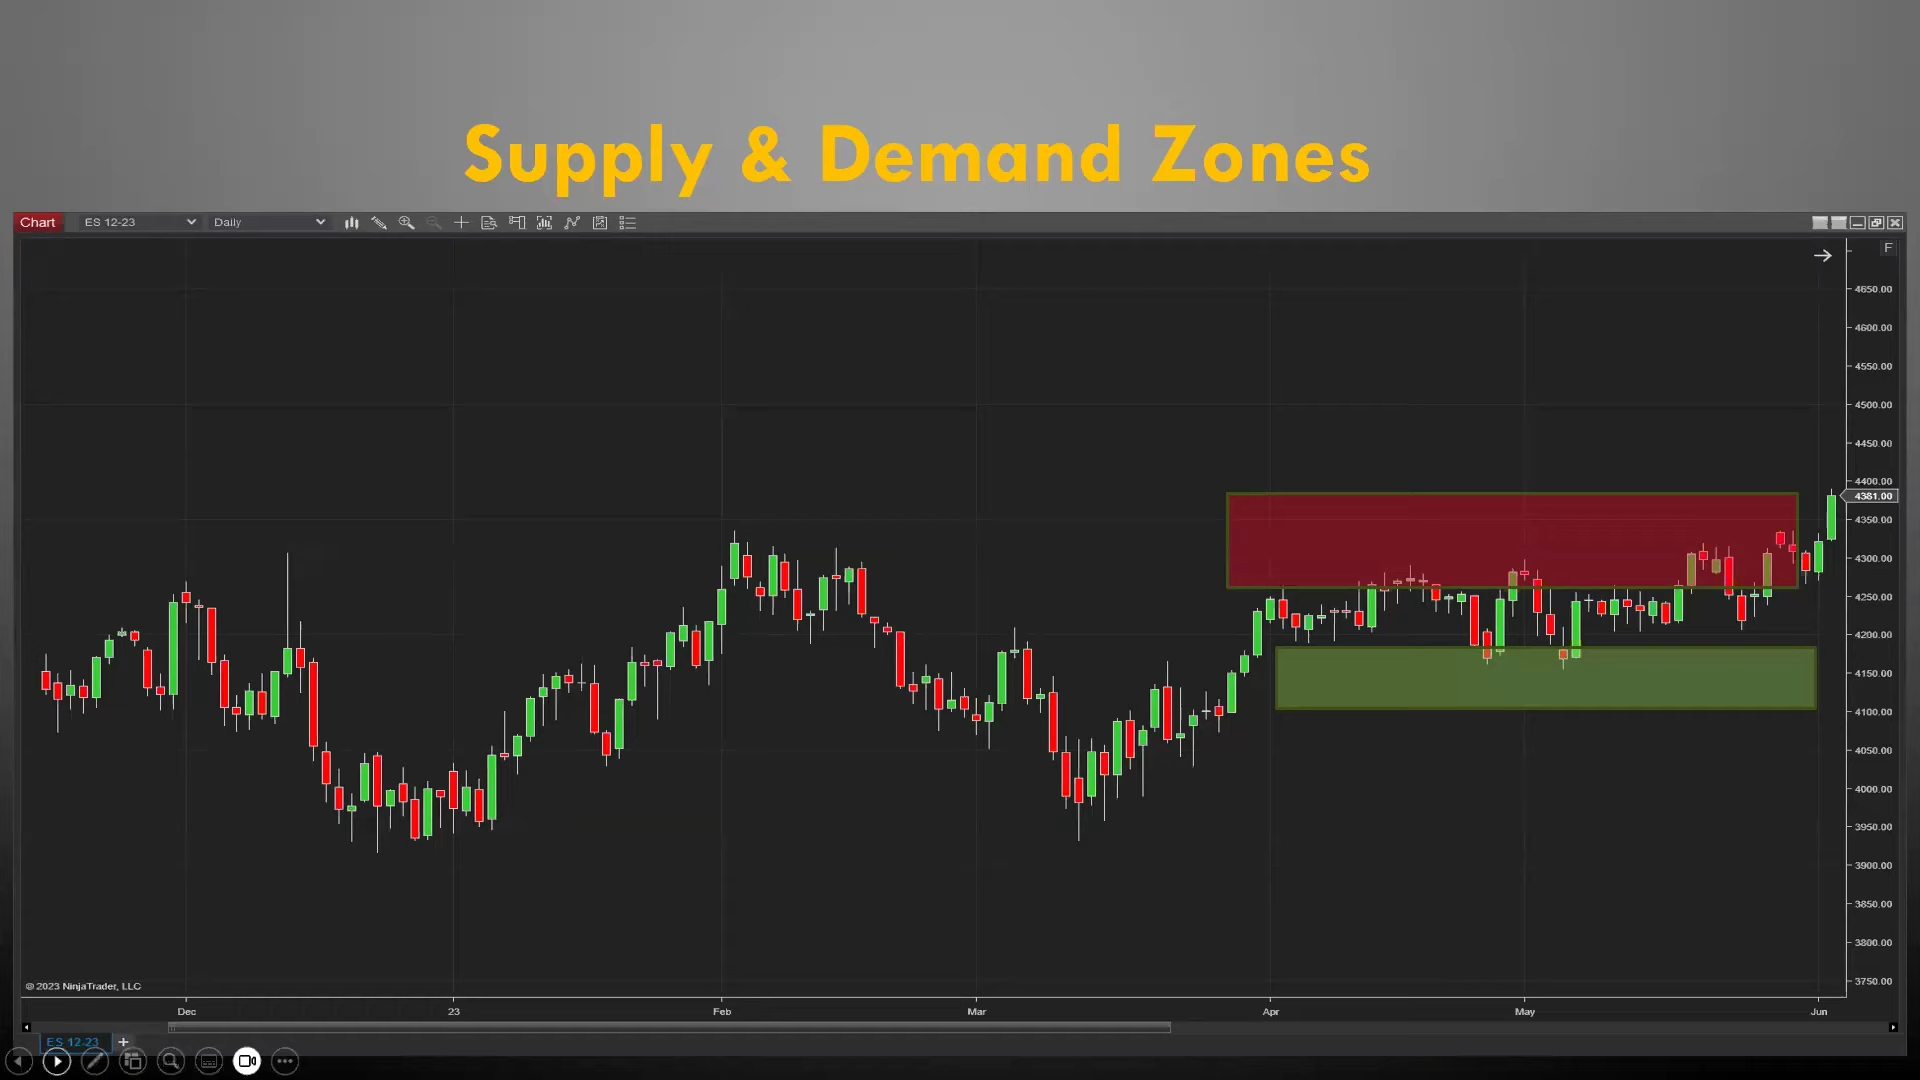 Supply & Demand Zones
Chart
ES 12-23
Daily
F
4650.00
4600.00
4550.00
4500.00
4450.00
4400.00
4381.00
4350.00
4300.00
4250.00
4200.00
4150.00
4100.00
4050.00
4000.00
3950.00
3900.00
3850.00
3800.00
3750.00
© 2023 NinjaTrader, LLC
Dec 23 Feb Mar Apr May Jun
ES 12-23 +